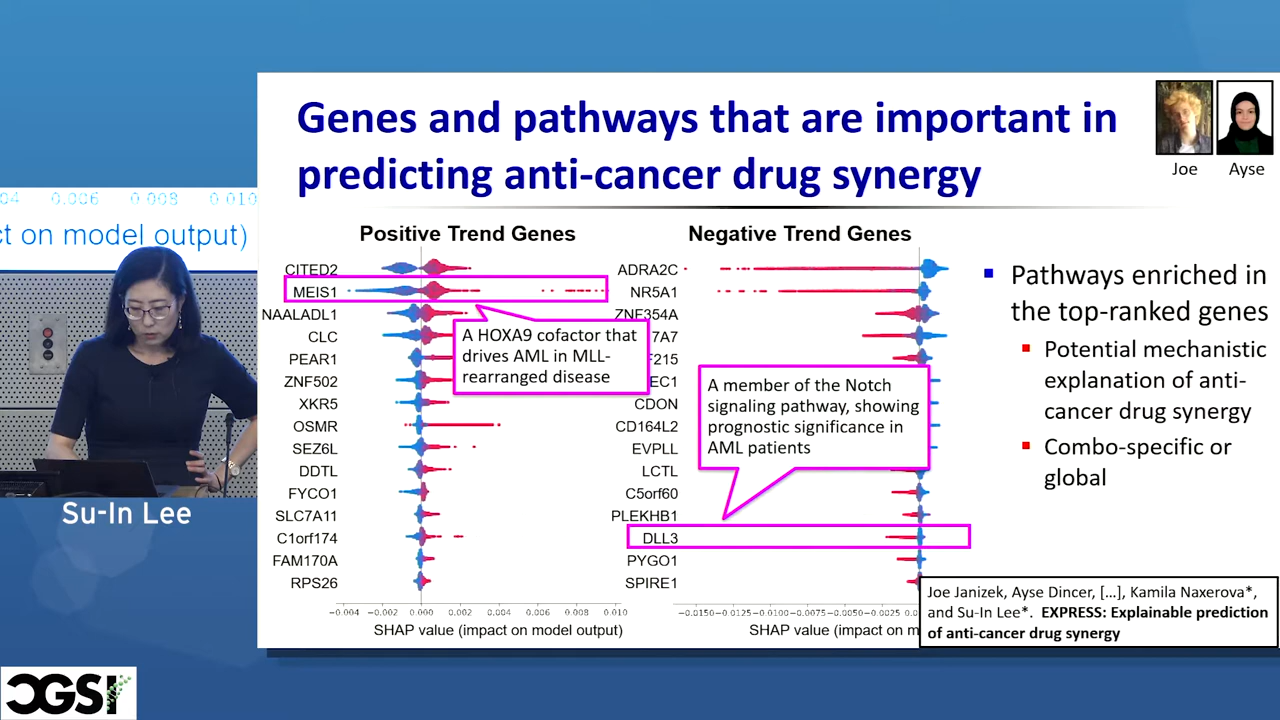 Genes and pathways that are important in
predicting anti-cancer drug synergy
Joe
Ayse
04 0.006 0.008 0.010
ct on model output)
Su-In Lee
Positive Trend Genes
CITED2
MEIS1
NAALADL1
CLC
PEAR1
ZNF502
XKR5
OSMR
SEZ6L
DDTL
FYCO1
SLC7A11
C1orf174
FAM170A
RPS26
-0.004 -0.002 0.000 0.002 0.004 0.006 0.008 0.010
SHAP value (impact on model output)
A HOXA9 cofactor that
drives AML in MLL-
rearranged disease
Negative Trend Genes
ADRA2C
NR5A1
ZNF354A
7A7
F215
EC1
CDON
CD164L2
EVPLL
LCTL
C5orf60
PLEKHB1
DLL3
PYGO1
SPIRE1
-0.0150 -0.0125 -0.0100 -0.0075 -0.0050 -0.0025 0.0
SHAP value (impact on m
A member of the Notch
signaling pathway, showing
prognostic significance in
AML patients
Pathways enriched in
the top-ranked genes
Potential mechanistic
explanation of anti-
cancer drug synergy
Combo-specific or
global
Joe Janizek, Ayse Dincer, […], Kamila Naxerova*,
and Su-In Lee*. EXPRESS: Explainable prediction
of anti-cancer drug synergy
CGSI